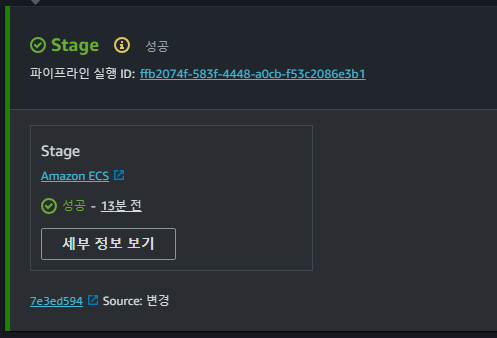 Stage 성공
파이프라인 실행 ID: ffb2074f-583f-4448-a0cb-f53c2086e3b1
Stage
Amazon ECS
성공 - 13분 전
세부 정보 보기
7e3ed594 Source: 변경